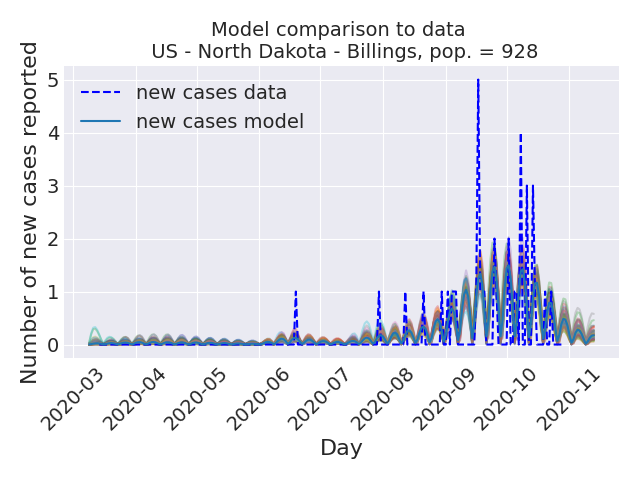 Model comparison to data
US - North Dakota - Billings, pop. = 928
new cases data
new cases model
Number of new cases reported
5
4
3
2
1
0
2020-03
2020-04
2020-05
2020-06
2020-07
2020-08
2020-09
2020-10
2020-11
Day